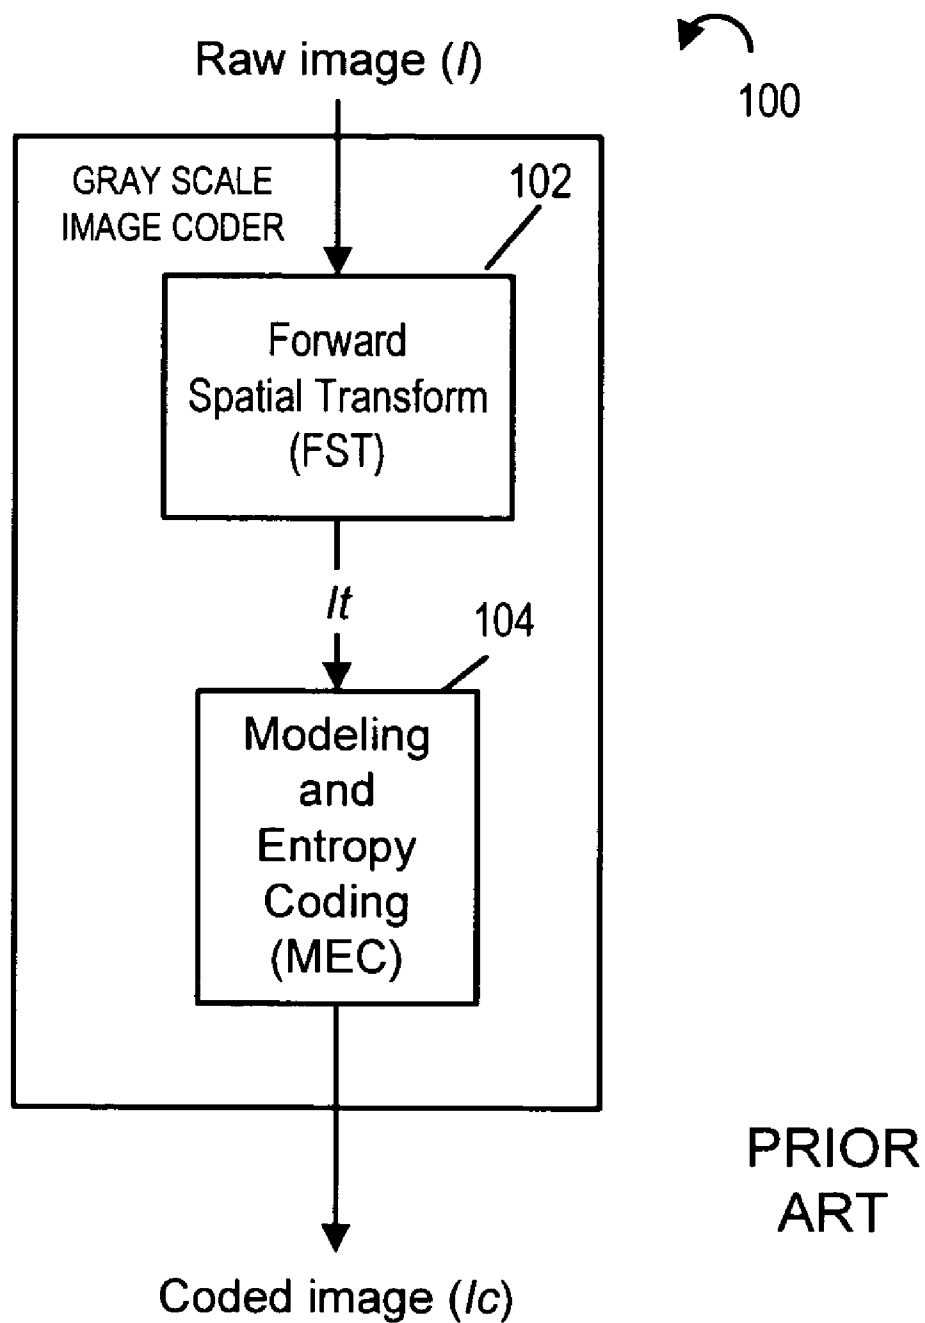 Raw image (I)
100
GRAY SCALE
IMAGE CODER
102
Forward
Spatial Transform
(FST)
It
104
Modeling
and
Entropy
Coding
(MEC)
PRIOR
ART
Coded image (Ic)